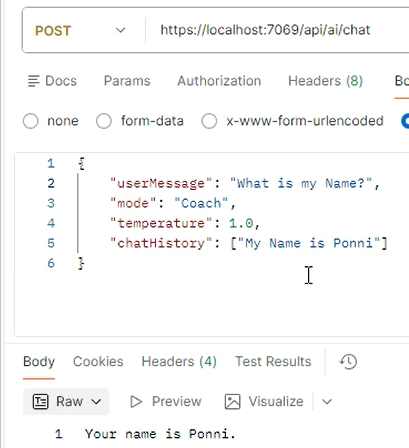 POST https://localhost:7069/api/ai/chat
Docs Params Authorization Headers (8) Bo
none form-data x-www-form-urlencoded
1 {
2 "userMessage": "What is my Name?",
3 "mode": "Coach",
4 "temperature": 1.0,
5 "chatHistory": ["My Name is Ponni"]
6 }
Body Cookies Headers (4) Test Results
Raw Preview Visualize
1 Your name is Ponni.